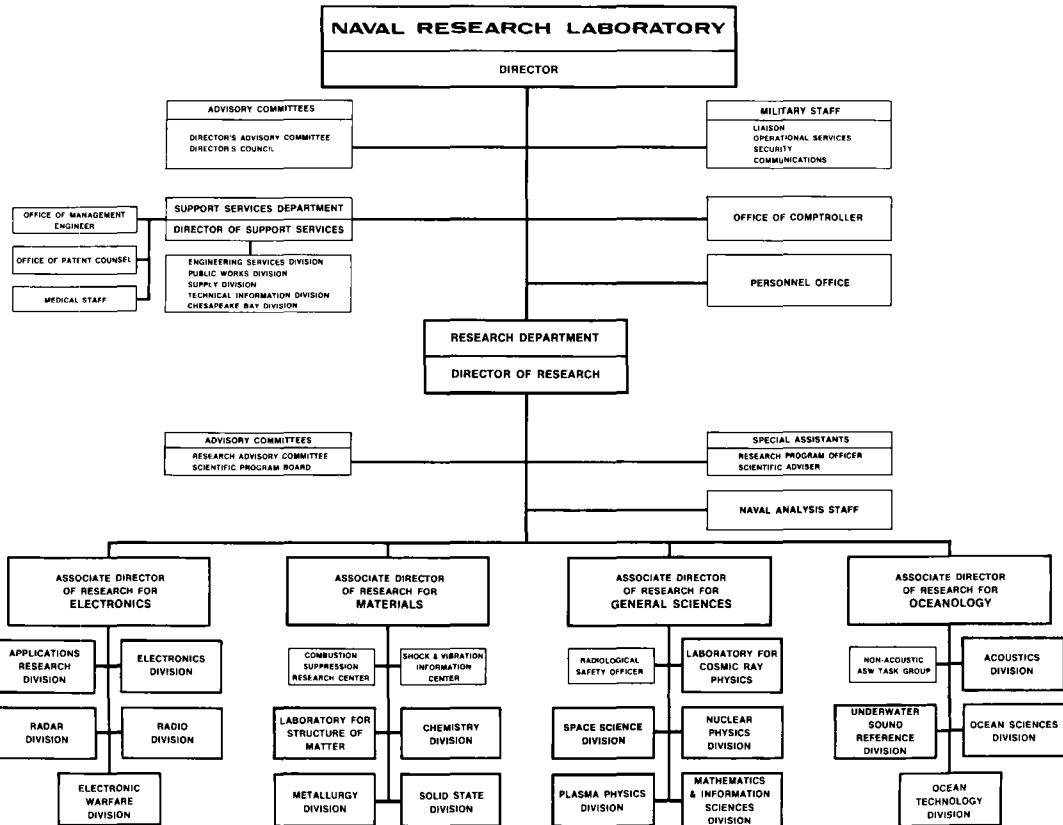 NAVAL RESEARCH LABORATORY
DIRECTOR
ADVISORY COMMITTEES
DIRECTOR'S ADVISORY COMMITTEE
DIRECTOR'S COUNCIL
MILITARY STAFF
LIAISON
OPERATIONAL SERVICES
SECURITY
COMMUNICATIONS
OFFICE OF MANAGEMENT
ENGINEER
OFFICE OF PATENT COUNSEL
MEDICAL STAFF
SUPPORT SERVICES DEPARTMENT
DIRECTOR OF SUPPORT SERVICES
ENGINEERING SERVICES DIVISION
PUBLIC WORKS DIVISION
SUPPLY DIVISION
TECHNICAL INFORMATION DIVISION
CHESAPEAKE BAY DIVISION
OFFICE OF COMPTROLLER
PERSONNEL OFFICE
RESEARCH DEPARTMENT
DIRECTOR OF RESEARCH
ADVISORY COMMITTEES
RESEARCH ADVISORY COMMITTEE
SCIENTIFIC PROGRAM BOARD
SPECIAL ASSISTANTS
RESEARCH PROGRAM OFFICER
SCIENTIFIC ADVISER
NAVAL ANALYSIS STAFF
ASSOCIATE DIRECTOR
OF RESEARCH FOR
ELECTRONICS
APPLICATIONS
RESEARCH
DIVISION
ELECTRONICS
DIVISION
RADAR
DIVISION
RADIO
DIVISION
ELECTRONIC
WARFARE
DIVISION
ASSOCIATE DIRECTOR
OF RESEARCH FOR
MATERIALS
COMBUSTION
SUPPRESSION
RESEARCH CENTER
SHOCK & VIBRATION
INFORMATION
CENTER
LABORATORY FOR
STRUCTURE OF
MATTER
CHEMISTRY
DIVISION
METALLURGY
DIVISION
SOLID STATE
DIVISION
ASSOCIATE DIRECTOR
OF RESEARCH FOR
GENERAL SCIENCES
RADIOLOGICAL
SAFETY OFFICER
LABORATORY FOR
COSMIC RAY
PHYSICS
SPACE SCIENCE
DIVISION
NUCLEAR
PHYSICS
DIVISION
PLASMA PHYSICS
DIVISION
MATHEMATICS
& INFORMATION
SCIENCES
DIVISION
ASSOCIATE DIRECTOR
OF RESEARCH FOR
OCEANOLOGY
NON-ACOUSTIC
ASW TASK GROUP
ACOUSTICS
DIVISION
UNDERWATER
SOUND
REFERENCE
DIVISION
OCEAN SCIENCES
DIVISION
OCEAN
TECHNOLOGY
DIVISION